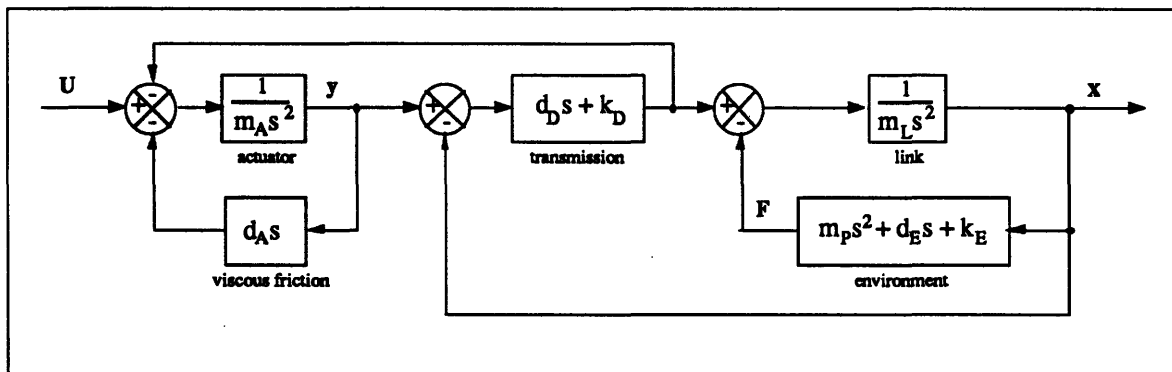 U
+ - -
1
m_A s^2
actuator
y
d_A s
viscous friction
+ -
d_D s + k_D
transmission
+ -
1
m_L s^2
link
x
F
m_P s^2 + d_E s + k_E
environment